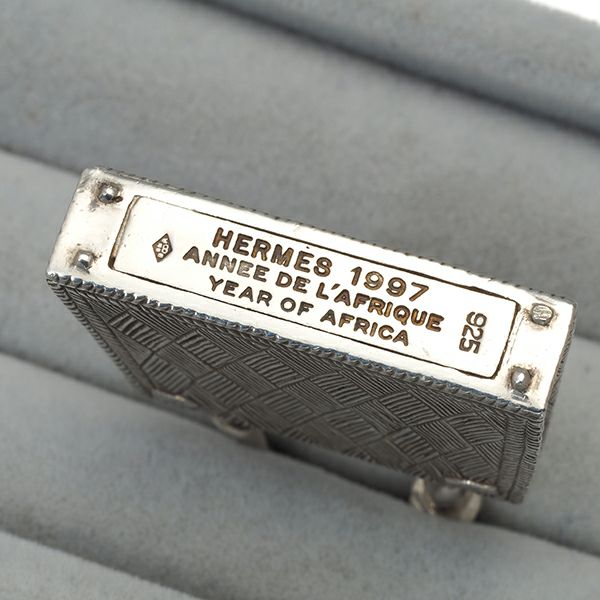 HERMES 1997
ANNEE DE L'AFRIQUE
YEAR OF AFRICA
925